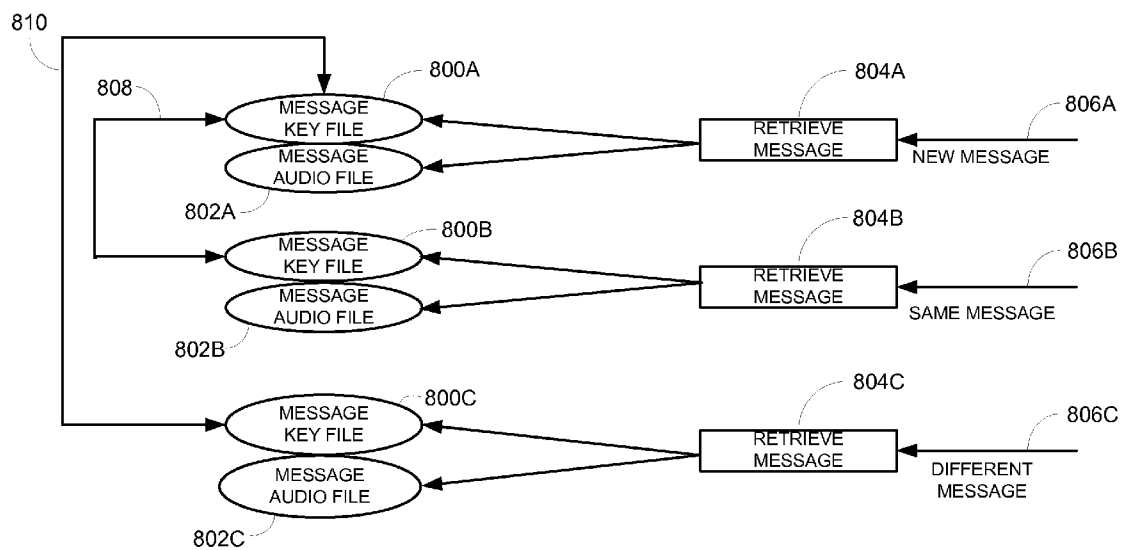 810
800A
804A
808
806A
MESSAGE
KEY FILE
RETRIEVE
MESSAGE
NEW MESSAGE
MESSAGE
AUDIO FILE
802A
800B
804B
MESSAGE
KEY FILE
806B
RETRIEVE
MESSAGE
SAME MESSAGE
MESSAGE
AUDIO FILE
802B
800C
804C
MESSAGE
KEY FILE
806C
RETRIEVE
MESSAGE
DIFFERENT
MESSAGE
MESSAGE
AUDIO FILE
802C